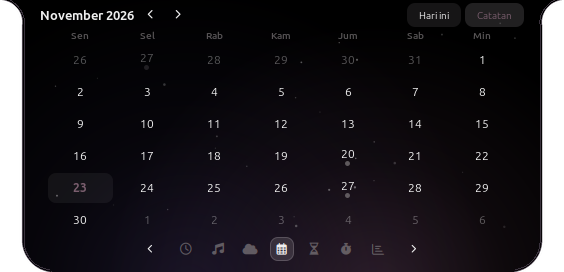 November 2026 Hari ini Catatan
Sen Sel Rab Kam Jum Sab Min
26 27 28 29 30 31 1
2 3 4 5 6 7 8
9 10 11 12 13 14 15
16 17 18 19 20 21 22
23 24 25 26 27 28 29
30 1 2 3 4 5 6